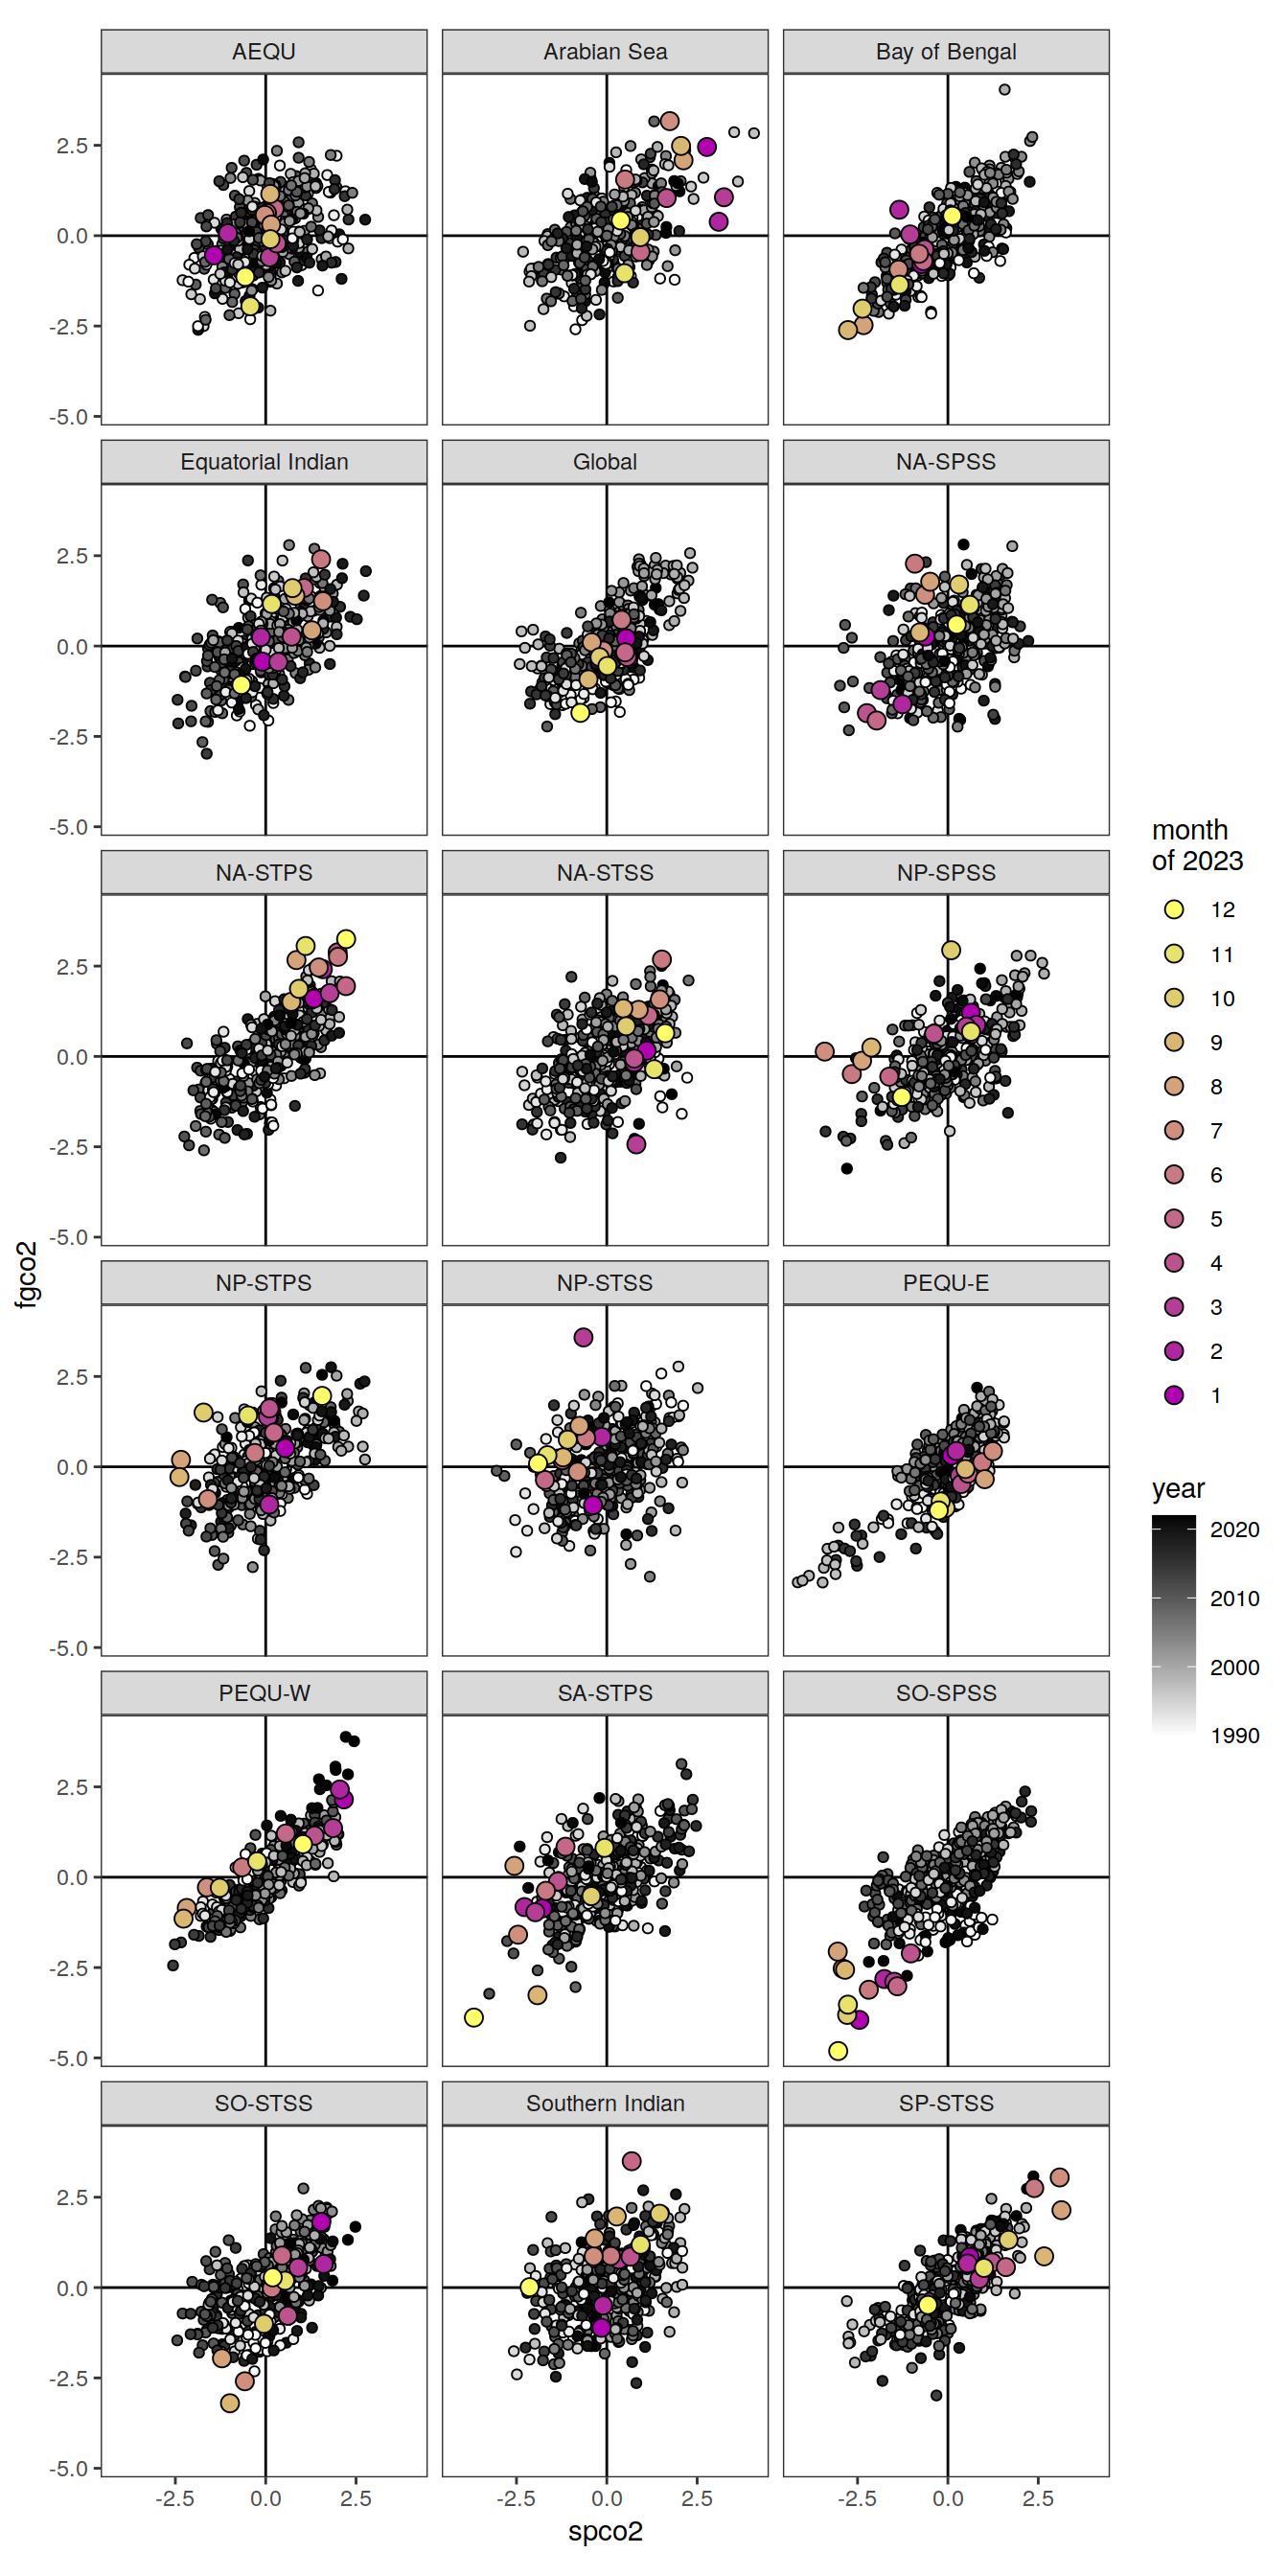 AEQU
Arabian Sea
Bay of Bengal
2.5
0.0
-2.5
-5.0
Equatorial Indian
Global
NA-SPSS
2.5
0.0
-2.5
-5.0
NA-STPS
NA-STSS
NP-SPSS
2.5
0.0
-2.5
-5.0
NP-STPS
NP-STSS
PEQU-E
2.5
0.0
-2.5
-5.0
PEQU-W
SA-STPS
SO-SPSS
2.5
0.0
-2.5
-5.0
SO-STSS
Southern Indian
SP-STSS
2.5
0.0
-2.5
-5.0
-2.5 0.0 2.5
-2.5 0.0 2.5
-2.5 0.0 2.5
spco2
fgco2
month
of 2023
12
11
10
9
8
7
6
5
4
3
2
1
year
2020
2010
2000
1990